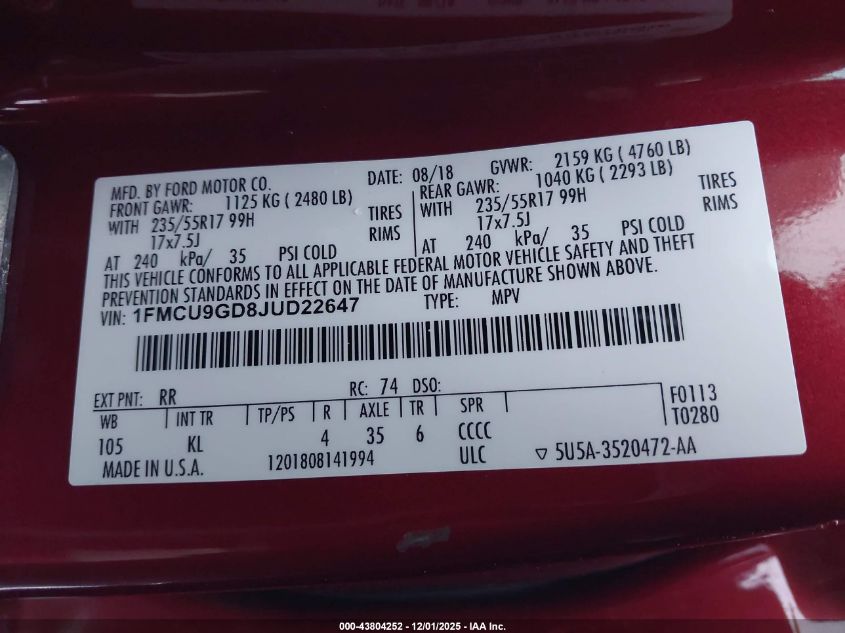 MFD. BY FORD MOTOR CO. DATE: 08/18 GVWR: 2159 KG ( 4760 LB)
FRONT GAWR: 1125 KG ( 2480 LB) REAR GAWR: 1040 KG ( 2293 LB)
WITH 235/55R17 99H TIRES WITH 235/55R17 99H TIRES
17x7.5J RIMS 17x7.5J RIMS
AT 240 kPa/ 35 PSI COLD AT 240 kPa/ 35 PSI COLD
THIS VEHICLE CONFORMS TO ALL APPLICABLE FEDERAL MOTOR VEHICLE SAFETY AND THEFT
PREVENTION STANDARDS IN EFFECT ON THE DATE OF MANUFACTURE SHOWN ABOVE.
VIN: 1FMCU9GD8JUD22647 TYPE: MPV
EXT PNT: RR RC: 74 DSO: F0113
WB INT TR TP/PS R AXLE TR SPR T0280
105 KL 4 35 6 CCCC
MADE IN U.S.A. 1201808141994 ULC ▽ 5U5A-3520472-AA
000-43804252 - 12/01/2025 - IAA Inc.